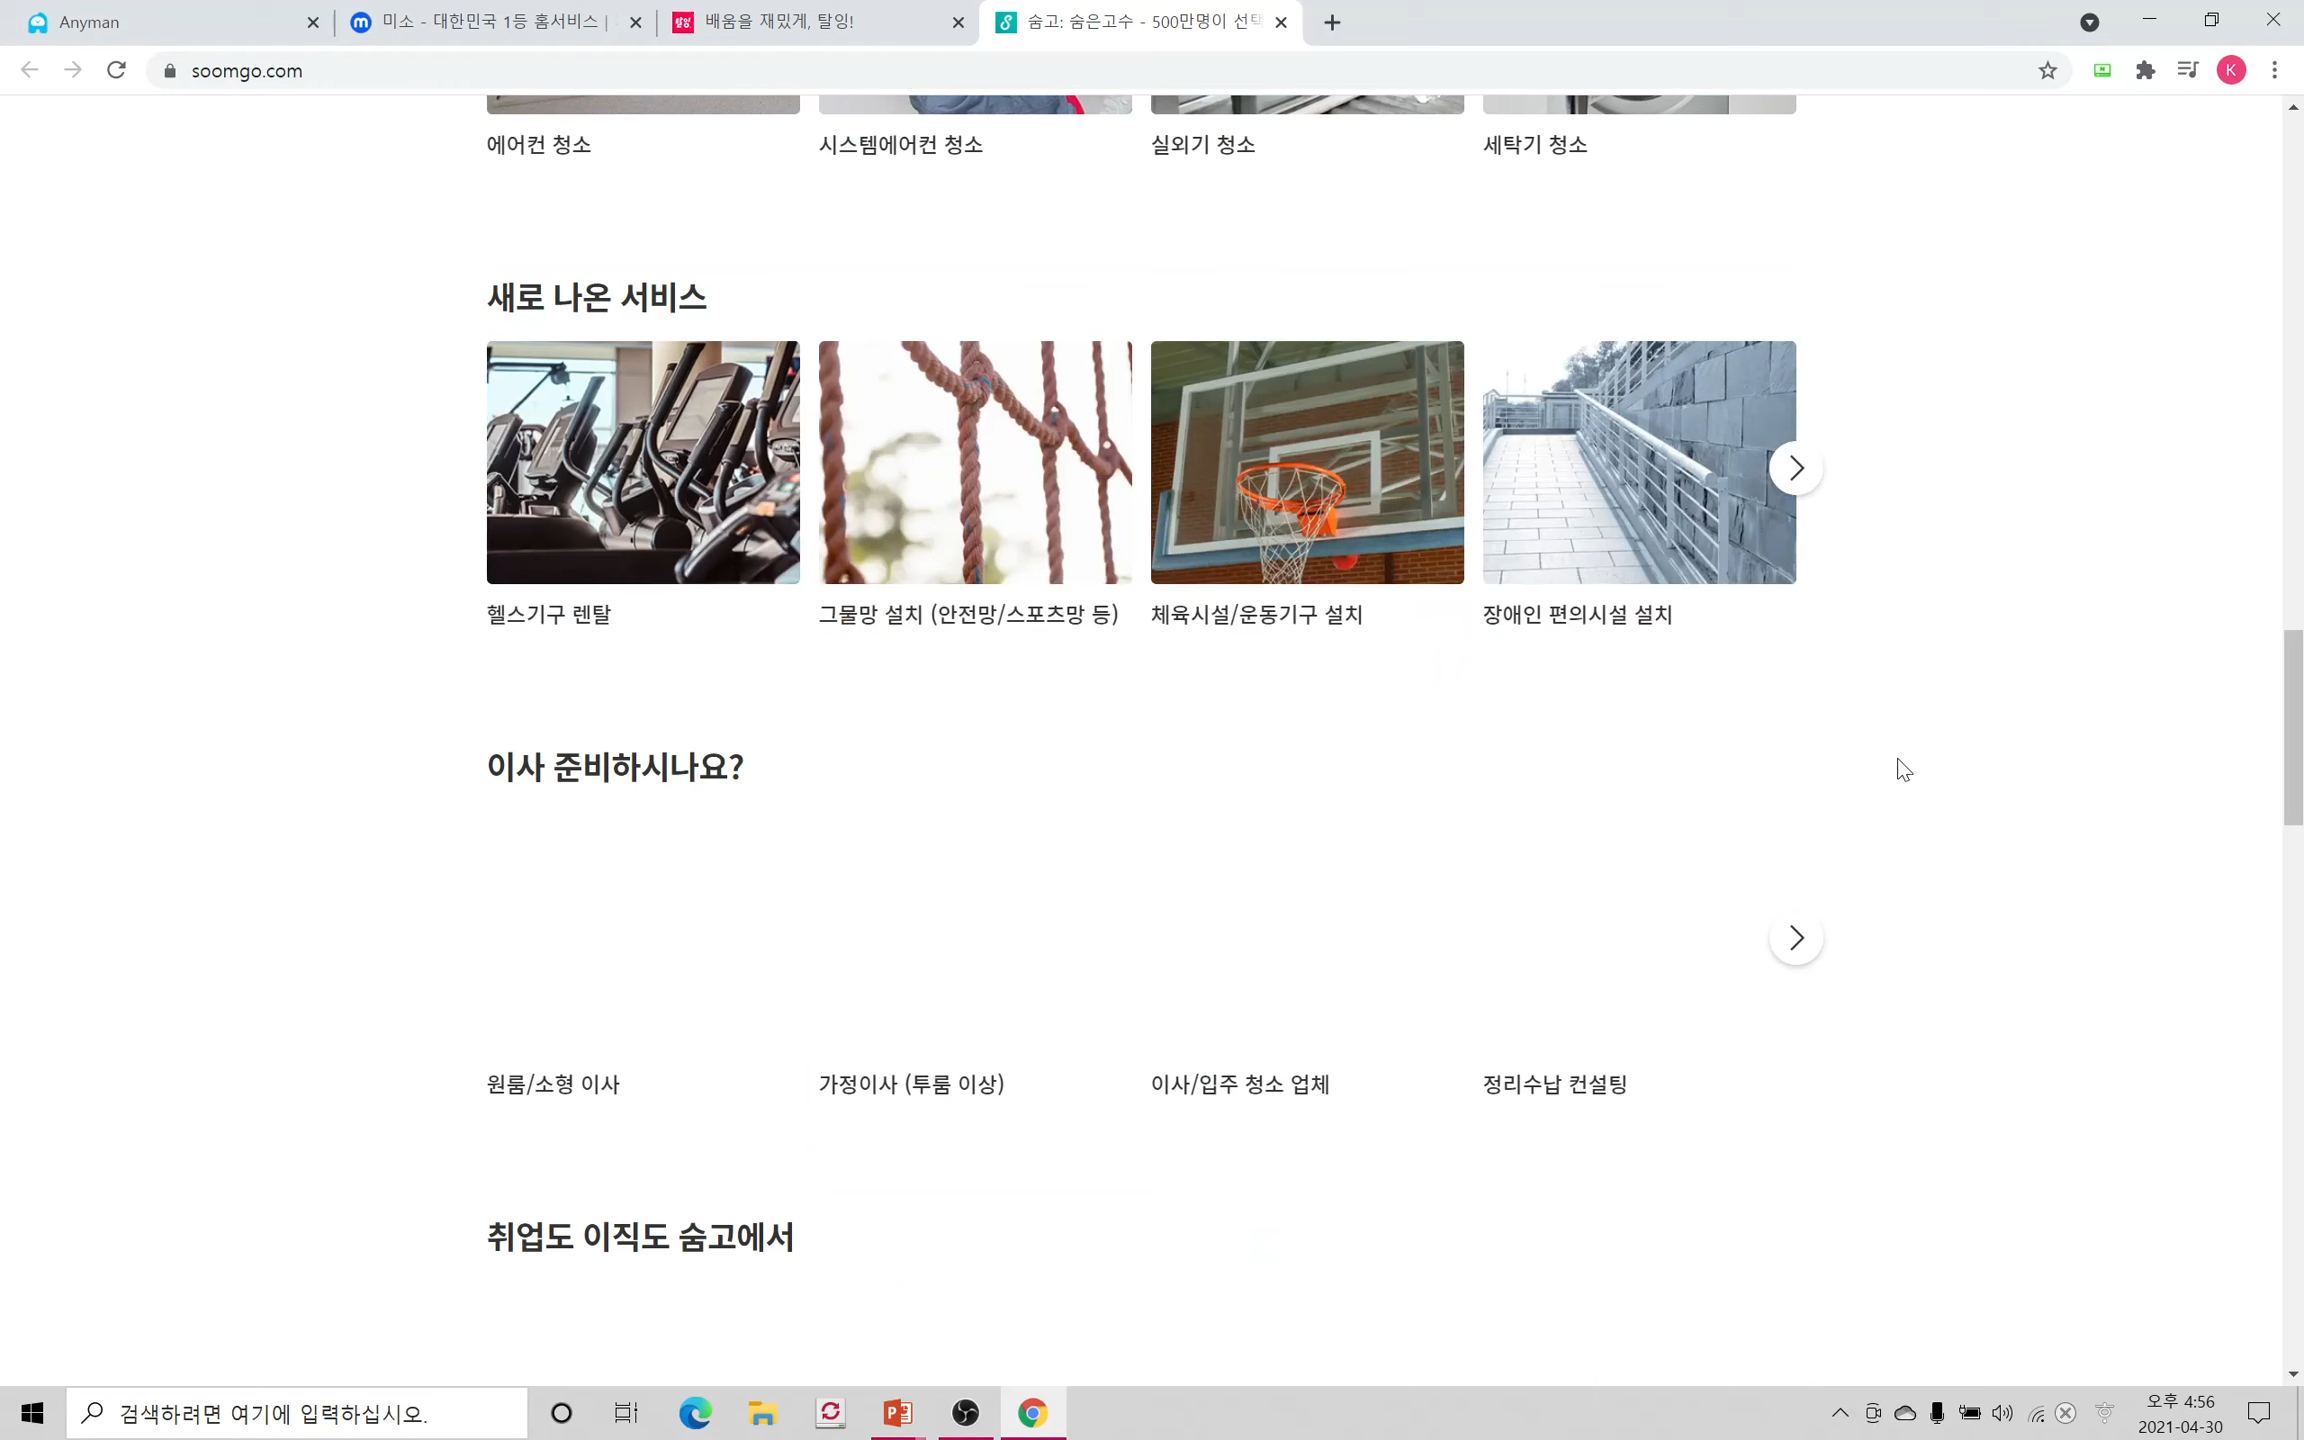 Anyman
미소 - 대한민국 1등 홈서비스 |
탈잉 배움을 재밌게, 탈잉!
숨고: 숨은고수 - 500만명이 선택
soomgo.com
K
에어컨 청소
시스템에어컨 청소
실외기 청소
세탁기 청소
새로 나온 서비스
헬스기구 렌탈
그물망 설치 (안전망/스포츠망 등)
체육시설/운동기구 설치
장애인 편의시설 설치
이사 준비하시나요?
원룸/소형 이사
가정이사 (투룸 이상)
이사/입주 청소 업체
정리수납 컨설팅
취업도 이직도 숨고에서
검색하려면 여기에 입력하십시오.
오후 4:56
2021-04-30